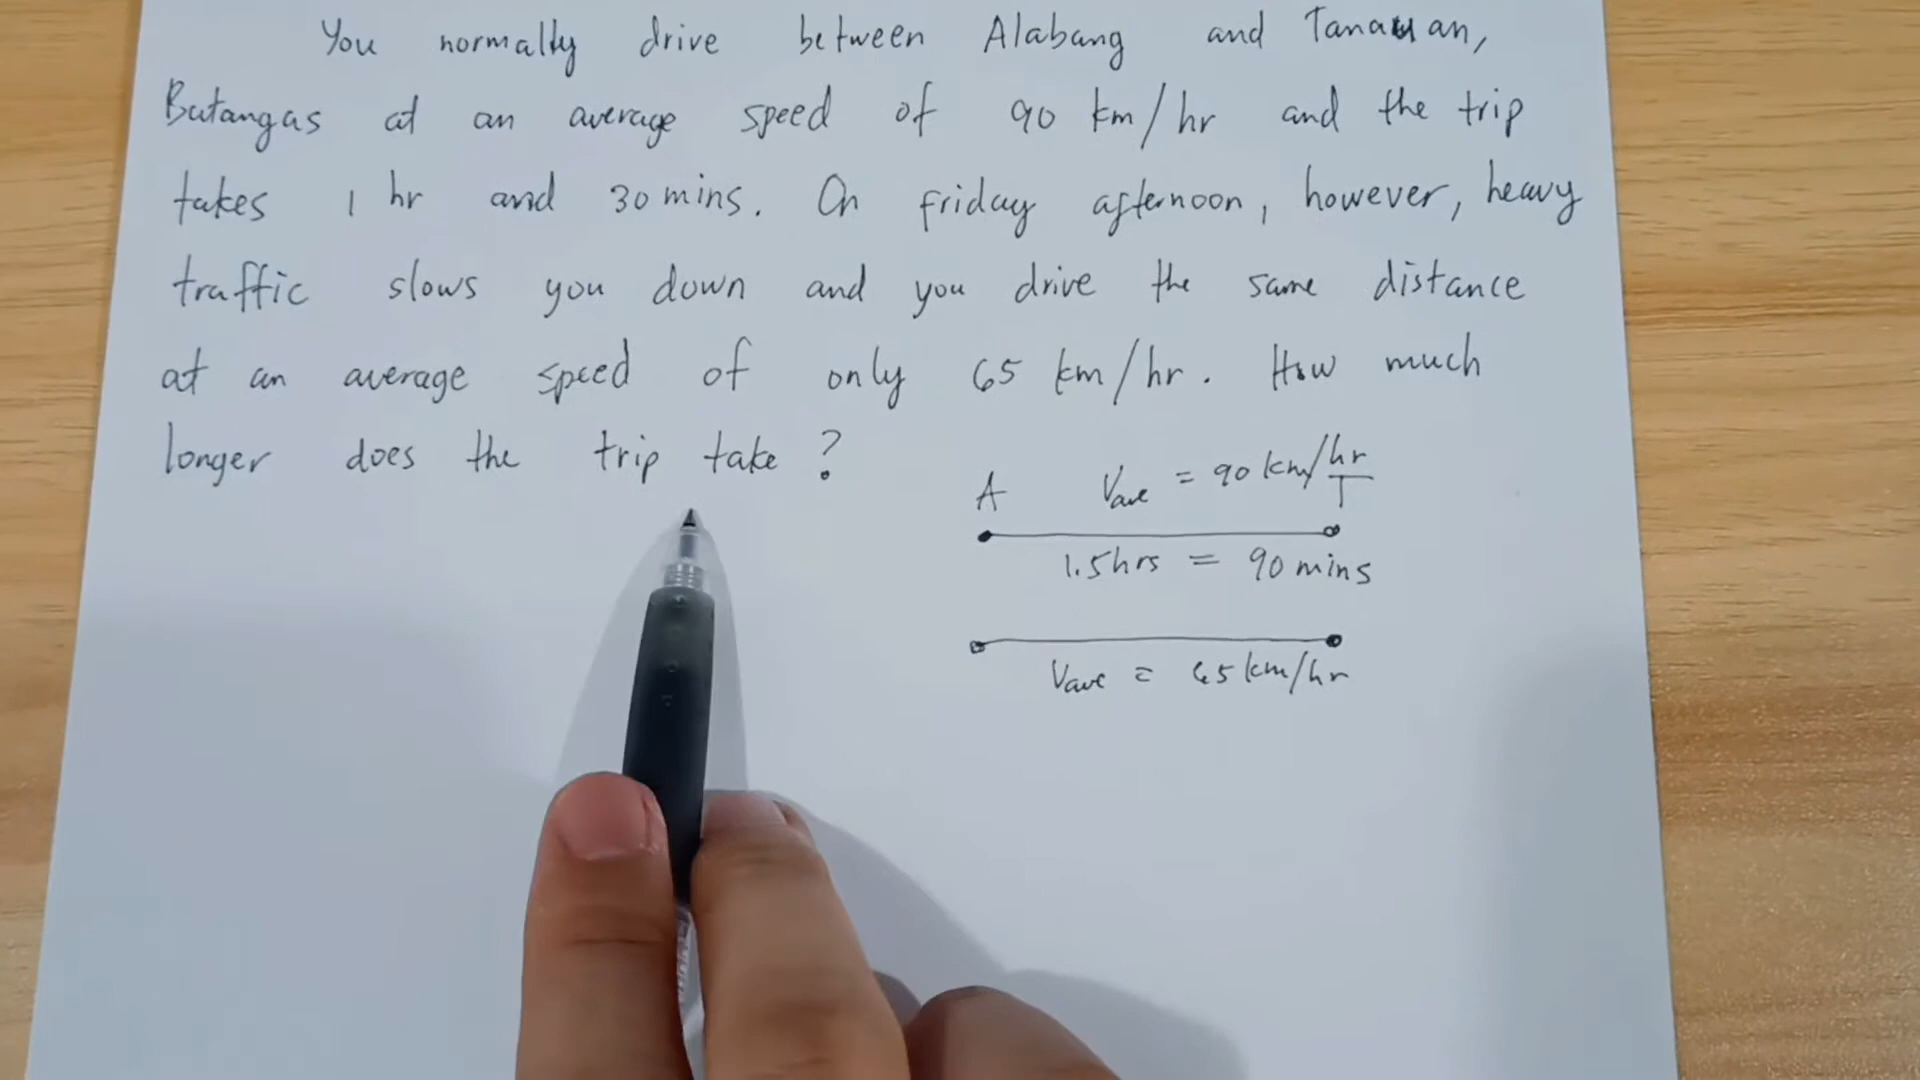 You normally drive between Alabang and Tanauan,
Batangas at an average speed of 90 km/hr and the trip
takes 1 hr and 30 mins. On friday afternoon, however, heavy
traffic slows you down and you drive the same distance
at an average speed of only 65 km/hr. How much
longer does the trip take?
A Vave = 90 km/hr T
1.5hrs = 90 mins
Vave = 65 km/hr